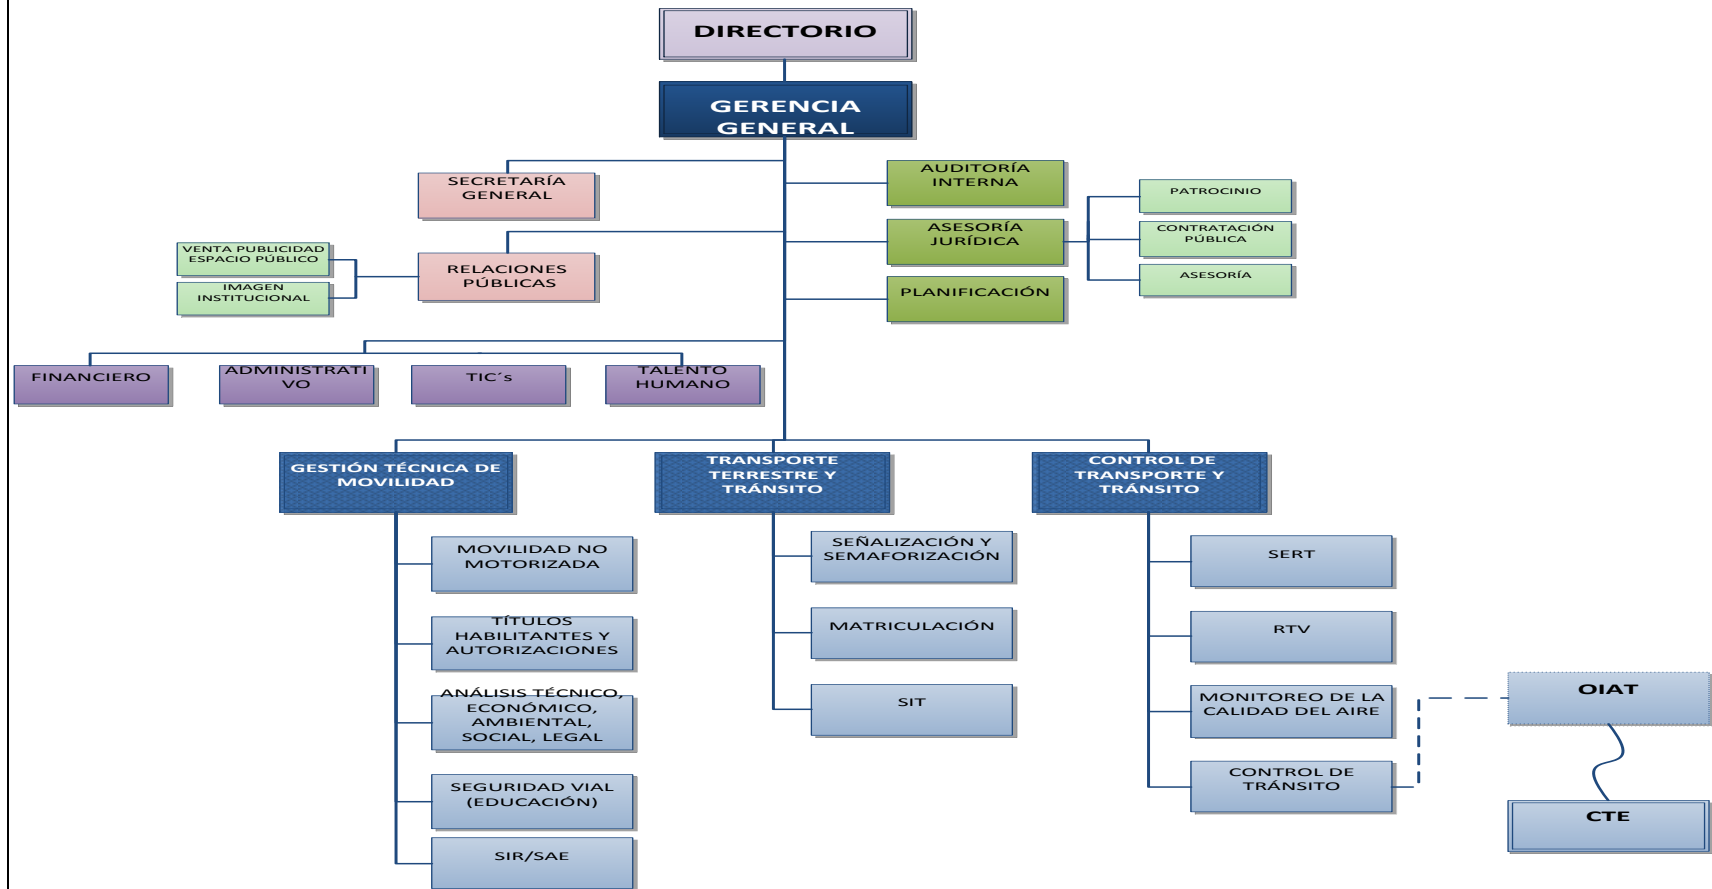 DIRECTORIO
GERENCIA
GENERAL
SECRETARÍA
GENERAL
AUDITORÍA
INTERNA
PATROCINIO
ASESORÍA
JURÍDICA
CONTRATACIÓN
PÚBLICA
VENTA PUBLICIDAD
ESPACIO PÚBLICO
RELACIONES
PÚBLICAS
ASESORÍA
IMAGEN
INSTITUCIONAL
PLANIFICACIÓN
FINANCIERO
ADMINISTRATI
VO
TIC´s
TALENTO
HUMANO
GESTIÓN TÉCNICA DE
MOVILIDAD
TRANSPORTE
TERRESTRE Y
TRÁNSITO
CONTROL DE
TRANSPORTE Y
TRÁNSITO
MOVILIDAD NO
MOTORIZADA
TÍTULOS
HABILITANTES Y
AUTORIZACIONES
ANÁLISIS TÉCNICO,
ECONÓMICO,
AMBIENTAL,
SOCIAL, LEGAL
SEGURIDAD VIAL
(EDUCACIÓN)
SIR/SAE
SEÑALIZACIÓN Y
SEMAFORIZACIÓN
MATRICULACIÓN
SIT
SERT
RTV
MONITOREO DE LA
CALIDAD DEL AIRE
CONTROL DE
TRÁNSITO
OIAT
CTE